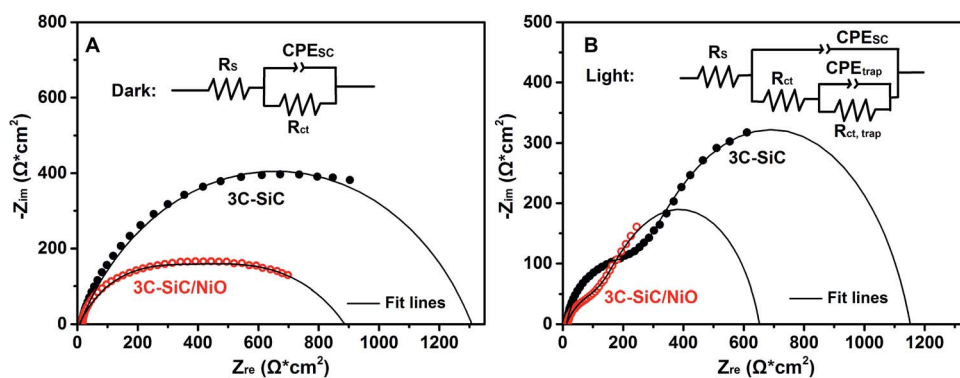 A
Dark:
Rs
CPESC
Rct
3C-SiC
3C-SiC/NiO
Fit lines
-Zim (Ω*cm2)
800
600
400
200
0
0 200 400 600 800 1000 1200
Zre (Ω*cm2)
B
Light:
Rs
CPESC
Rct
CPEtrap
Rct, trap
3C-SiC
3C-SiC/NiO
Fit lines
-Zim (Ω*cm2)
500
400
300
200
100
0
0 200 400 600 800 1000 1200
Zre (Ω*cm2)